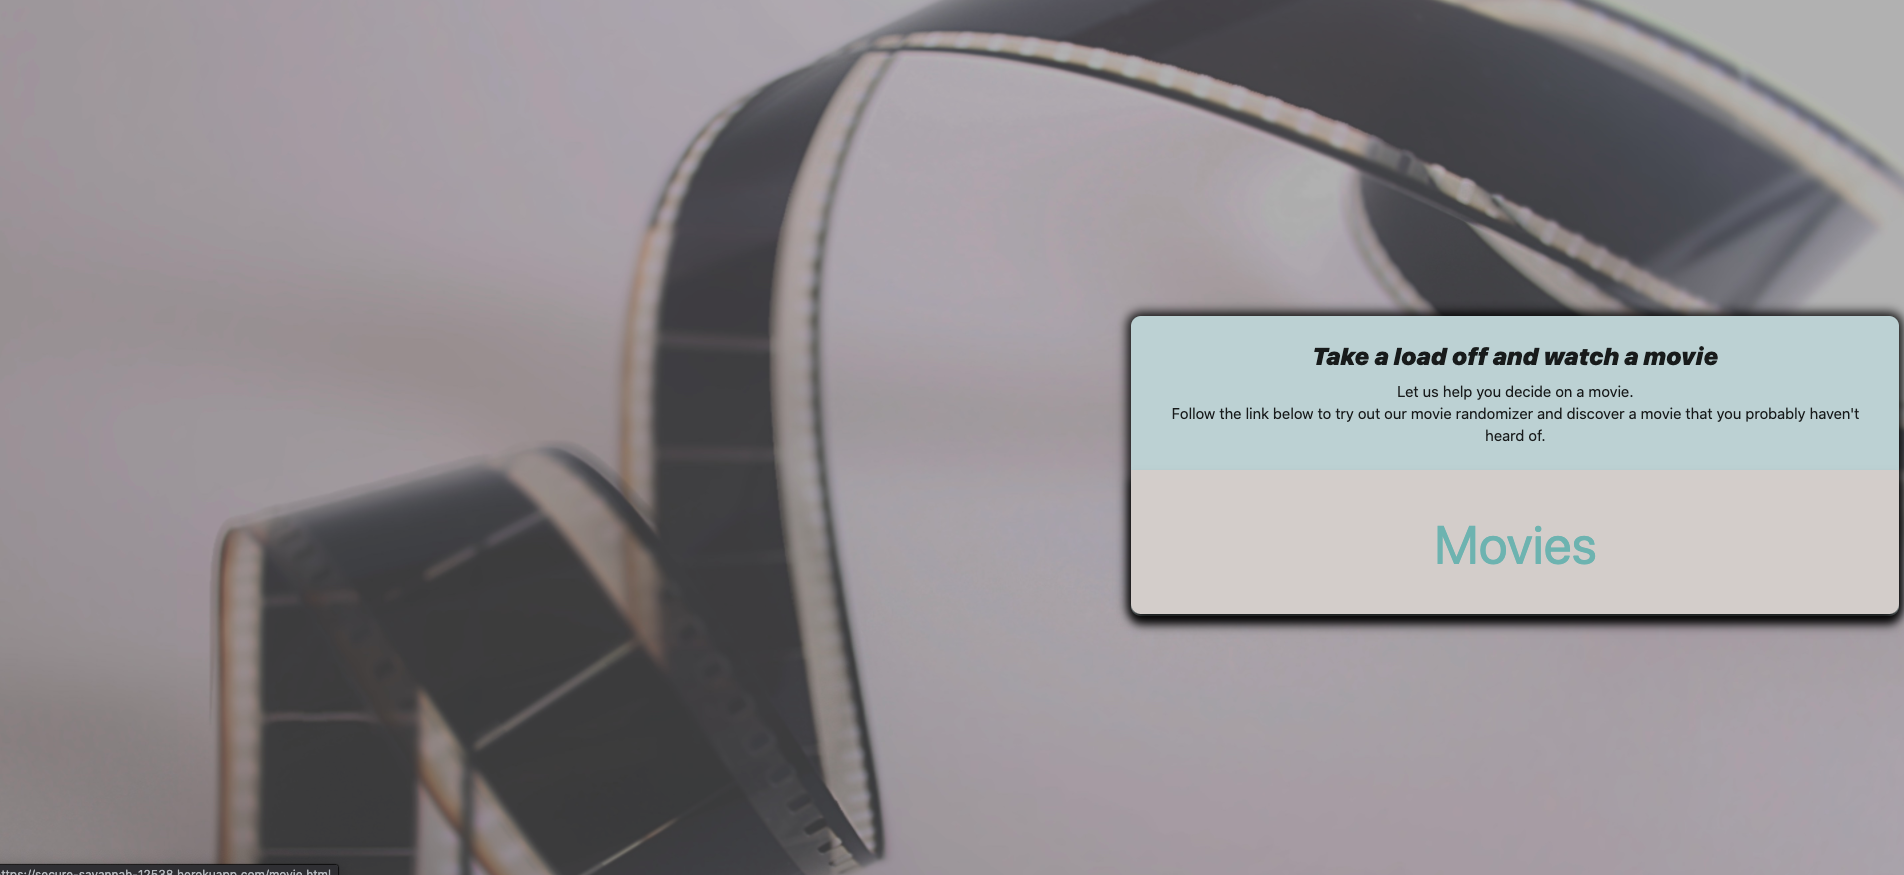 Take a load off and watch a movie
Let us help you decide on a movie.
Follow the link below to try out our movie randomizer and discover a movie that you probably haven't
heard of.
Movies
ttps://secure-savannah-12538.herokuapp.com/movie.html